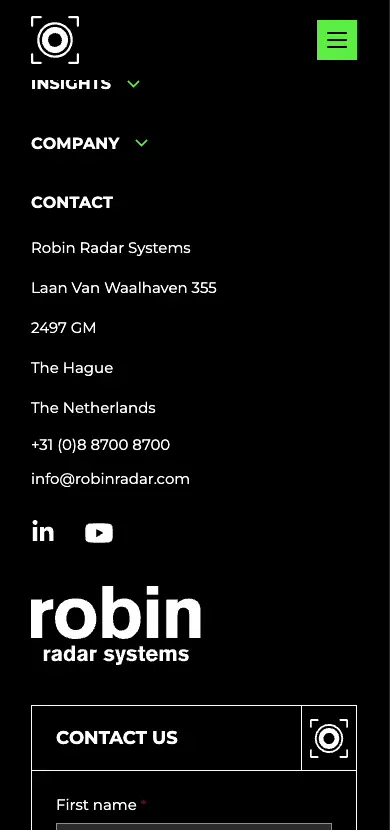 INSIGHTS
COMPANY
CONTACT
Robin Radar Systems
Laan Van Waalhaven 355
2497 GM
The Hague
The Netherlands
+31 (0)8 8700 8700
info@robinradar.com
in
robin
radar systems
CONTACT US
First name *